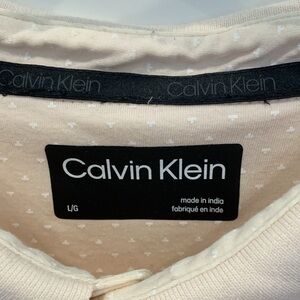 Calvin Klein Calvin Klein
Calvin Klein
L/G
made in india
fabriqué en inde